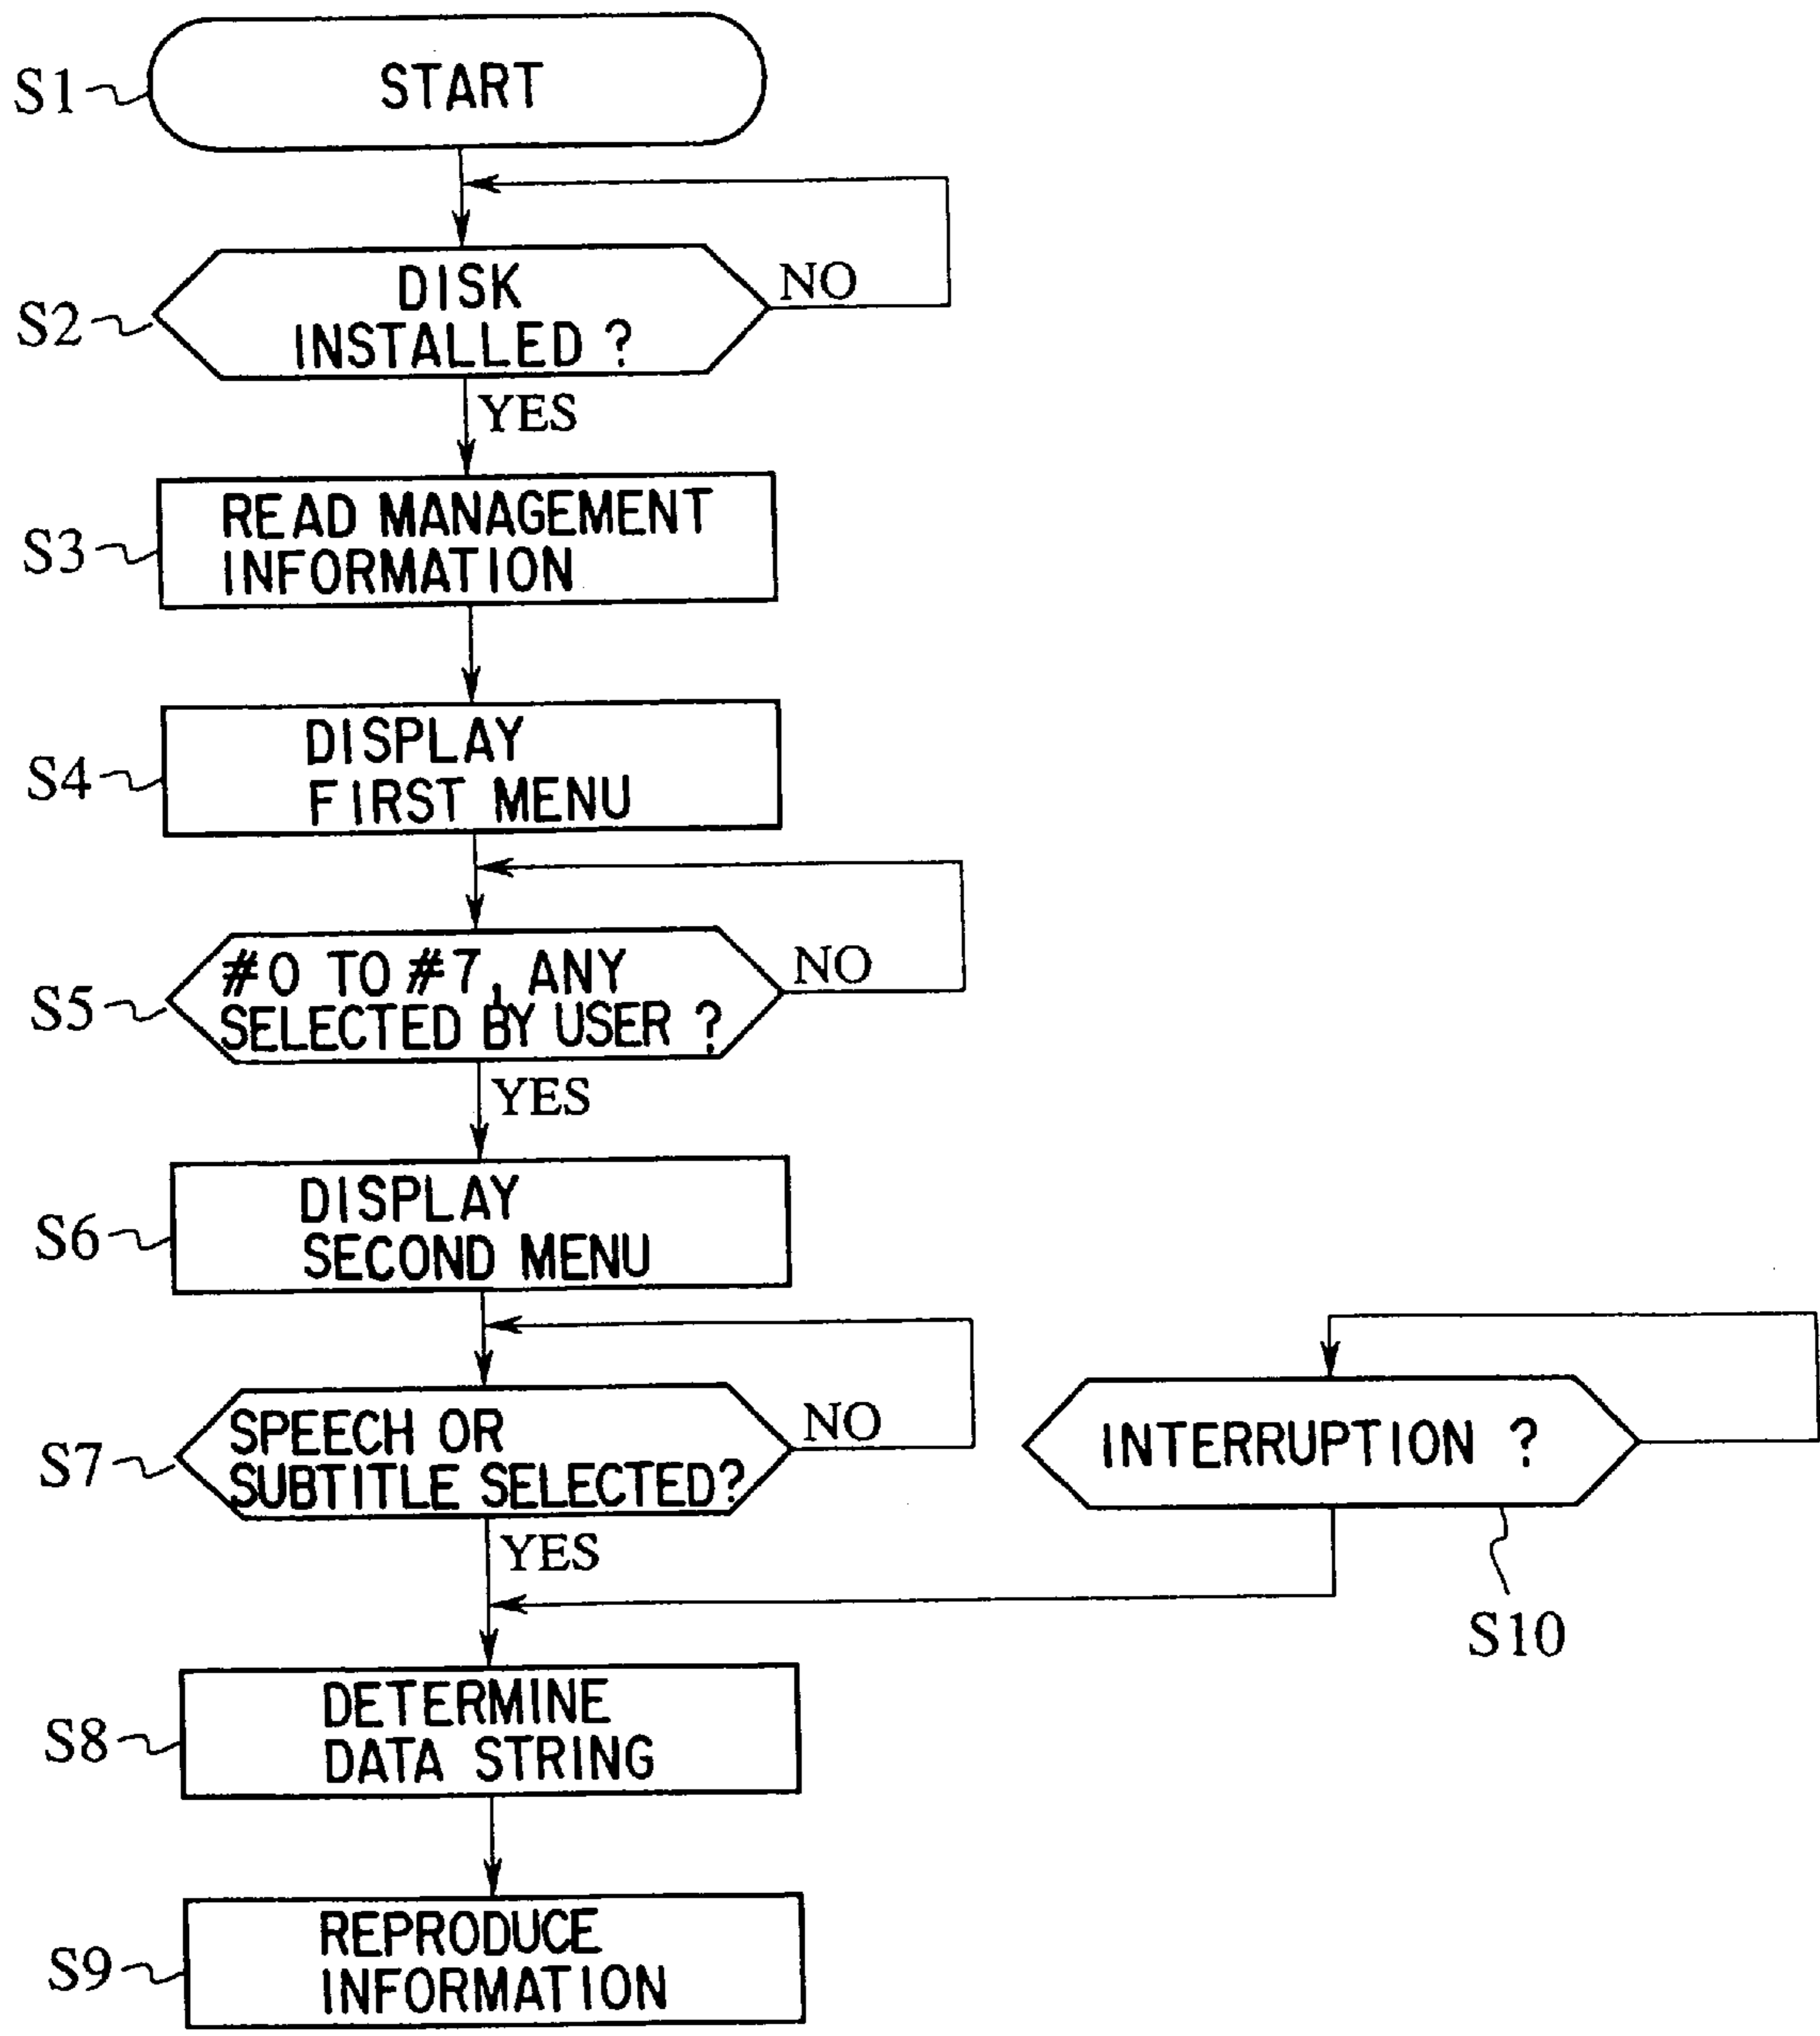 S1
START
S2
DISK
INSTALLED ?
NO
YES
S3
READ MANAGEMENT
INFORMATION
S4
DISPLAY
FIRST MENU
S5
#0 TO #7, ANY
SELECTED BY USER ?
NO
YES
S6
DISPLAY
SECOND MENU
S7
SPEECH OR
SUBTITLE SELECTED?
NO
YES
INTERRUPTION ?
S10
S8
DETERMINE
DATA STRING
S9
REPRODUCE
INFORMATION